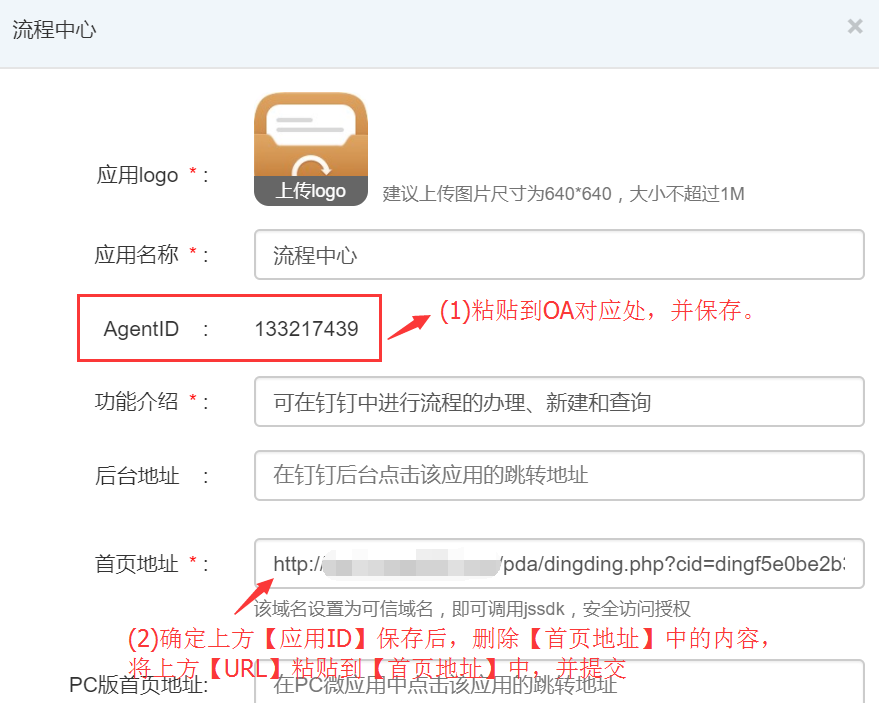 流程中心
×
应用logo * :
上传logo
建议上传图片尺寸为640*640，大小不超过1M
应用名称 * :
流程中心
AgentID :
133217439
(1)粘贴到OA对应处，并保存。
功能介绍 * :
可在钉钉中进行流程的办理、新建和查询
后台地址 :
在钉钉后台点击该应用的跳转地址
首页地址 * :
http:// /pda/dingding.php?cid=dingf5e0be2b
该域名设置为可信域名，即可调用jssdk，安全访问授权
(2)确定上方【应用ID】保存后，删除【首页地址】中的内容，
将上方【URL】粘贴到【首页地址】中，并提交
PC版首页地址:
在PC微应用中点击该应用的跳转地址